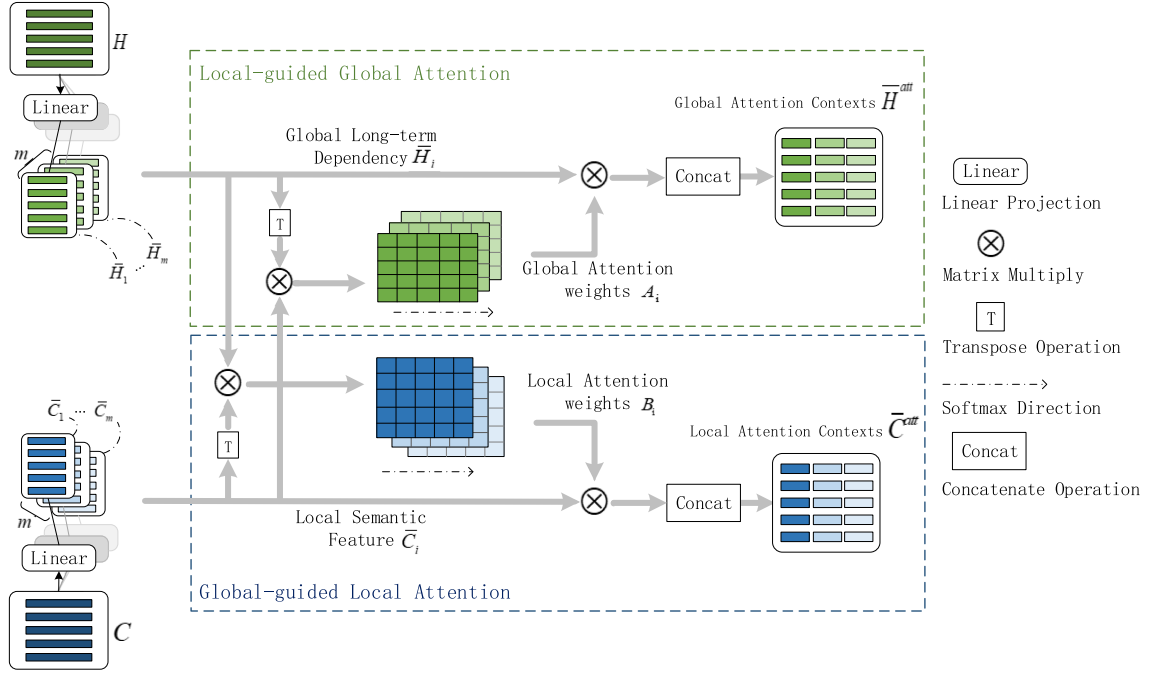 H
Linear
m
H̄₁ ... H̄ₘ
Local-guided Global Attention
Global Long-term
Dependency H̄ᵢ
T
Global Attention
weights Aᵢ
Concat
Global Attention Contexts H̄ᵃᵗᵗ
C̄₁ ... C̄ₘ
m
Linear
C
T
Local Attention
weights Bᵢ
Local Semantic
Feature C̄ᵢ
Concat
Local Attention Contexts C̄ᵃᵗᵗ
Global-guided Local Attention
Linear
Linear Projection
Matrix Multiply
T
Transpose Operation
Softmax Direction
Concat
Concatenate Operation